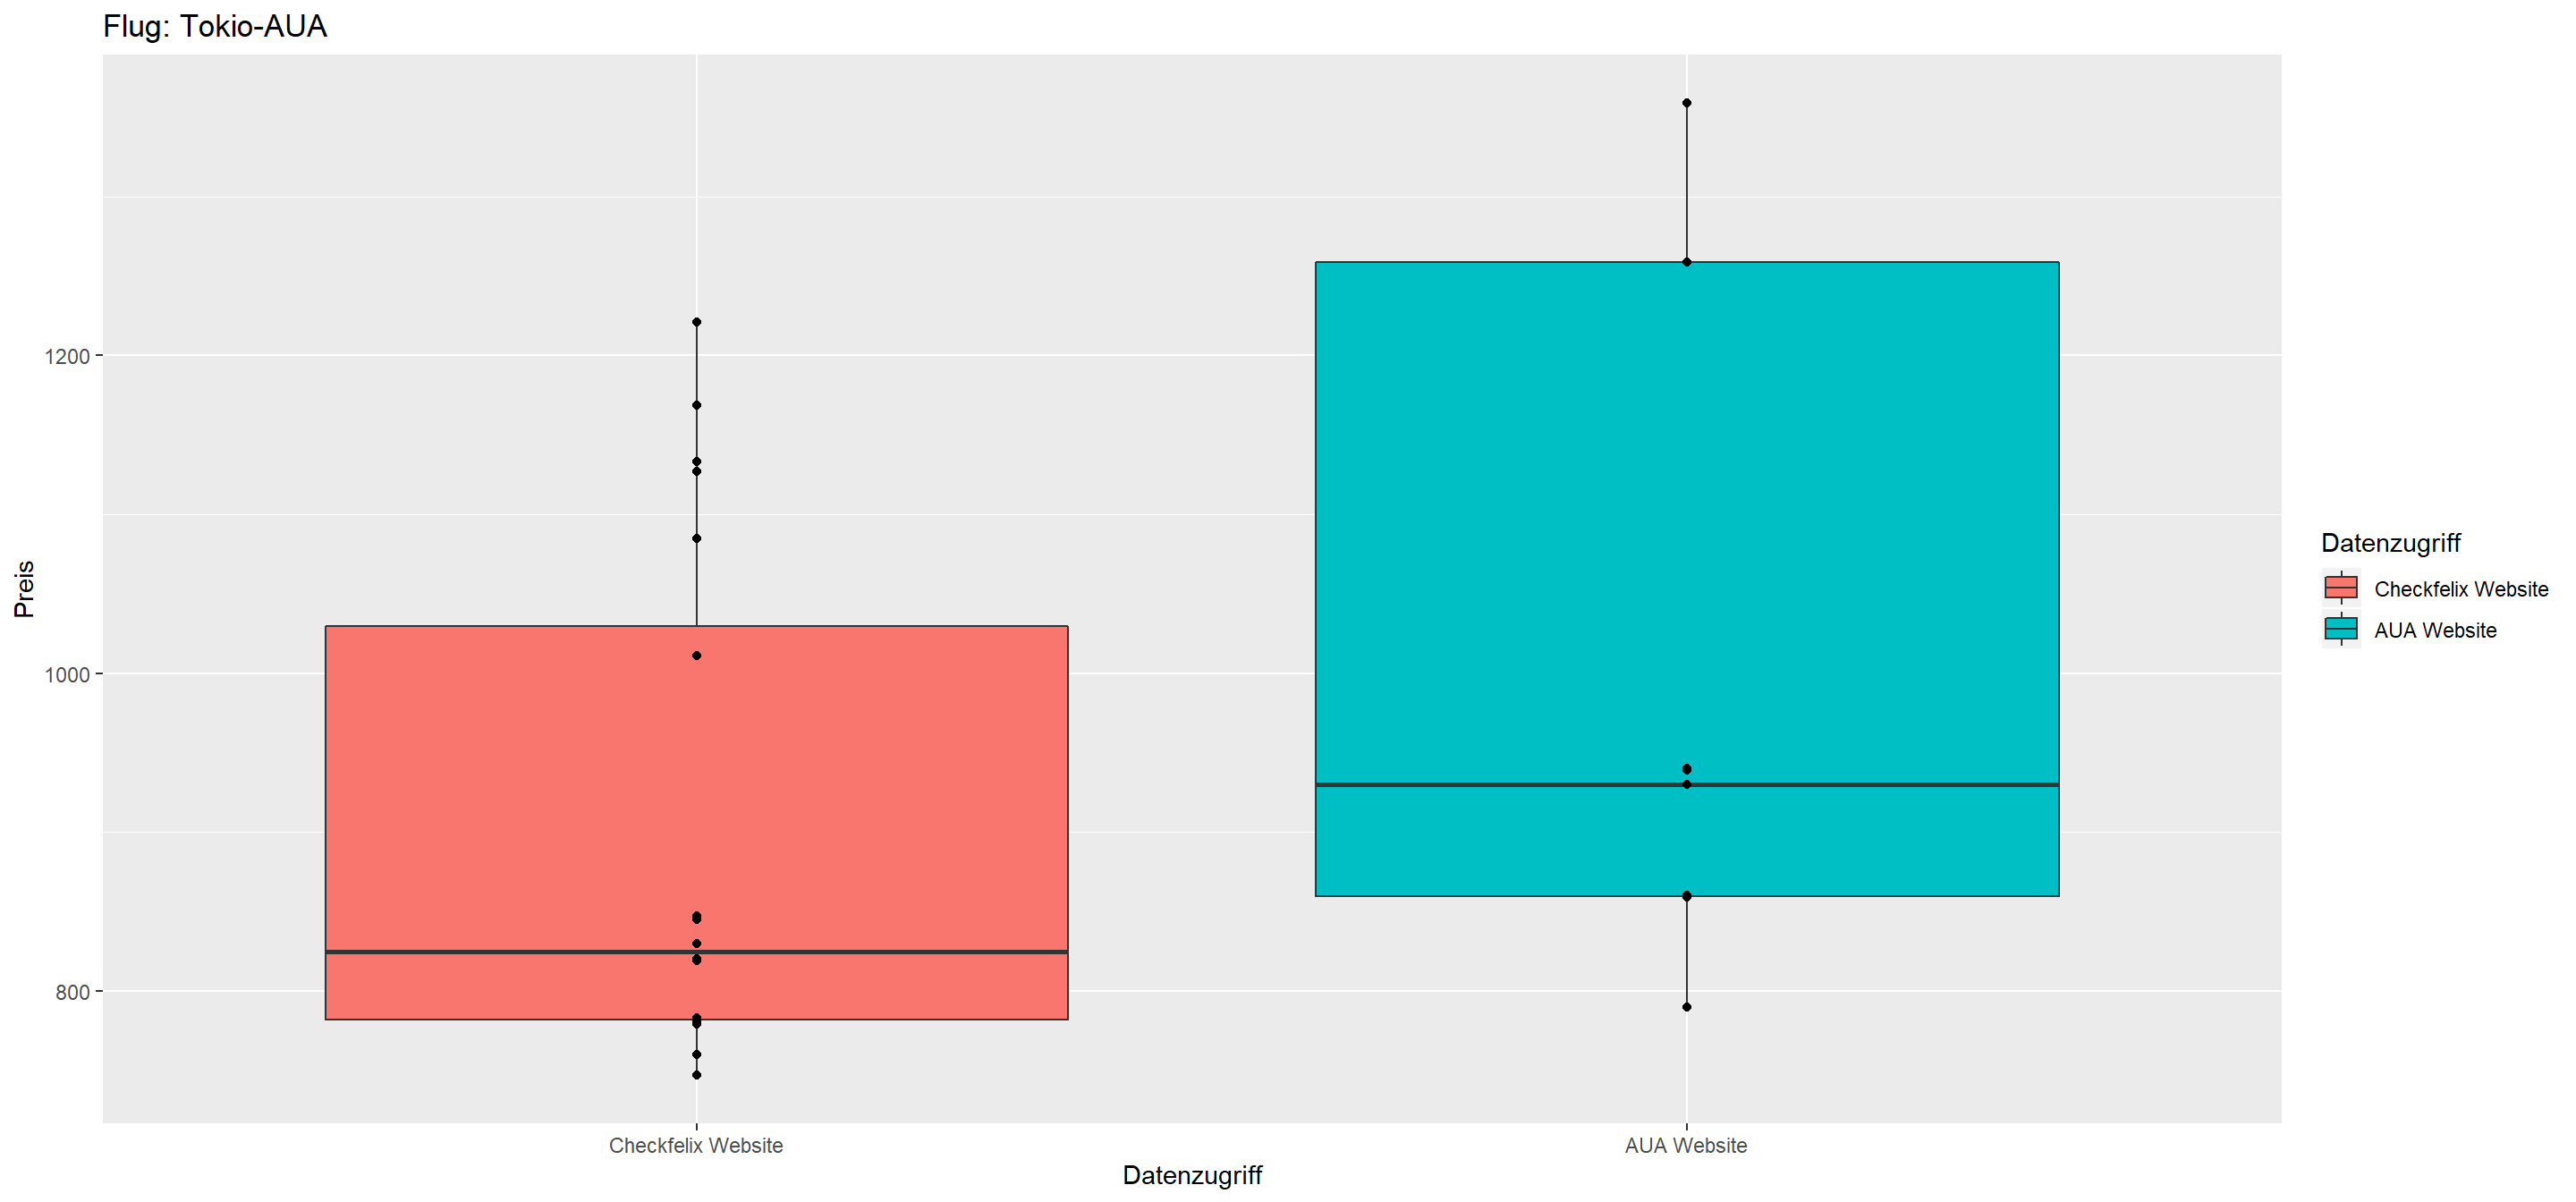 Flug: Tokio-AUA
Preis
1200
1000
800
Checkfelix Website
AUA Website
Datenzugriff
Datenzugriff
Checkfelix Website
AUA Website